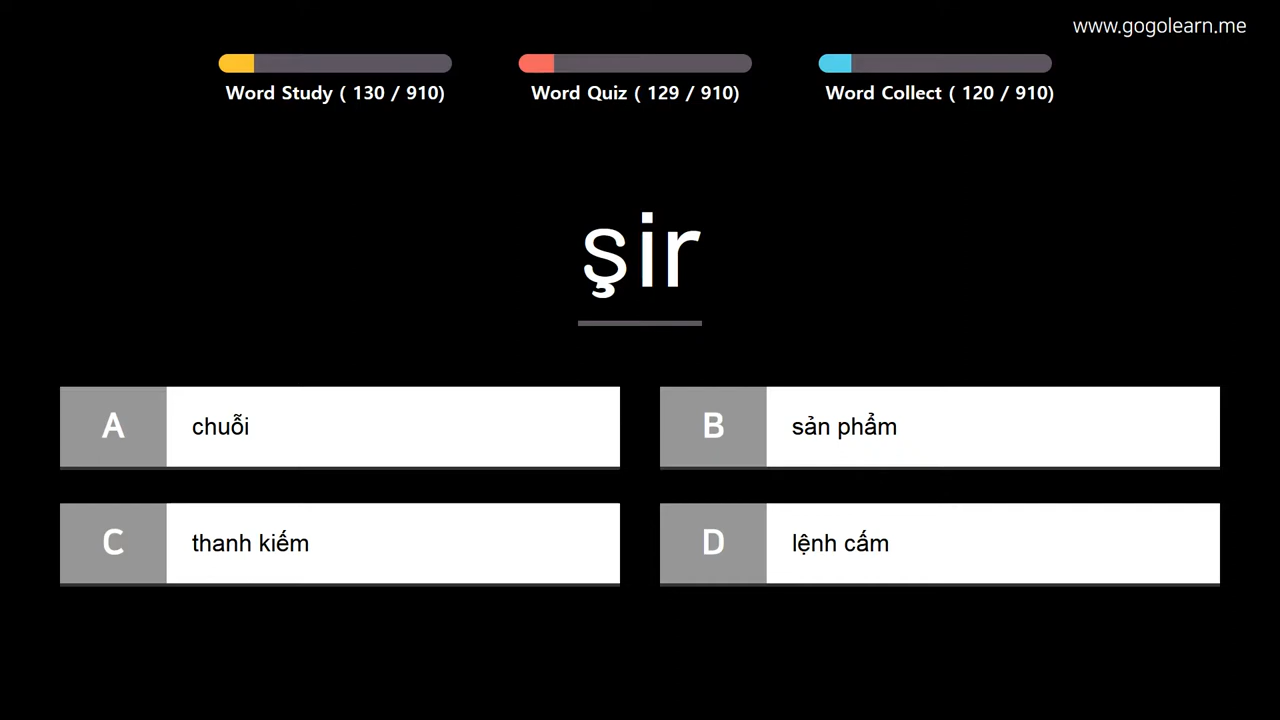 www.gogolearn.me
Word Study ( 130 / 910)
Word Quiz ( 129 / 910)
Word Collect ( 120 / 910)
şir
A chuỗi
B sản phẩm
C thanh kiếm
D lệnh cấm